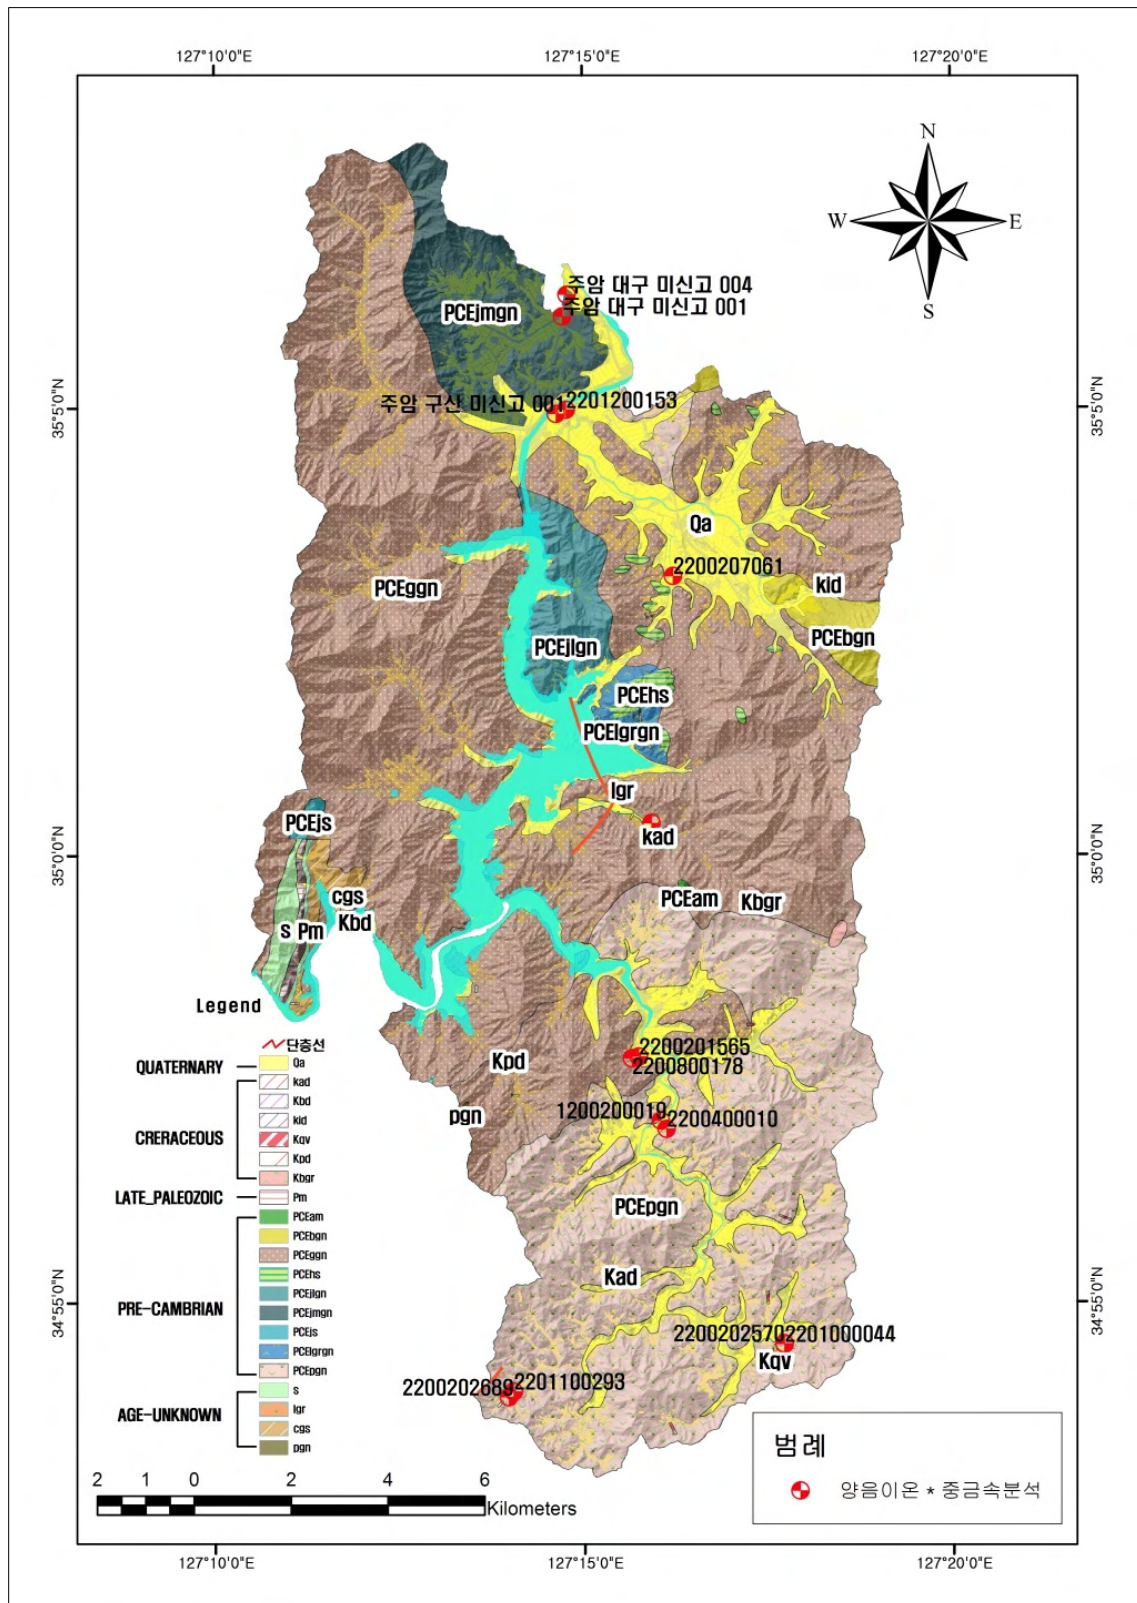 127°10'0"E
127°15'0"E
127°20'0"E
N
W
E
S
주암 대구 미신고 004
주암 대구 미신고 001
PCEjmgn
35°5'0"N
35°5'0"N
주암 구산 미신고 001
2201200153
Qa
2200207061
PCEggn
kid
PCEbgn
PCEjlgn
PCEhs
PCElgrgn
lgr
PCEjs
kad
35°0'0"N
35°0'0"N
cgs
PCEam
Kbgr
Kbd
s
Pm
Legend
단층선
QUATERNARY
Qa
kad
Kbd
kid
CRERACEOUS
Kqv
Kpd
Kbgr
LATE_PALEOZOIC
Pm
PCEam
PCEbgn
PCEggn
PCEhs
PCEjlgn
PRE-CAMBRIAN
PCEjmgn
PCEjs
PCElgrgn
PCEpgn
s
lgr
AGE-UNKNOWN
cgs
pgn
2200201565
2200800178
Kpd
pgn
1200200019
2200400010
PCEpgn
Kad
34°55'0"N
34°55'0"N
2200202570
2201000044
Kqv
2200202689
2201100293
범례
양음이온 * 중금속분석
2 1 0 2 4 6
Kilometers
127°10'0"E
127°15'0"E
127°20'0"E